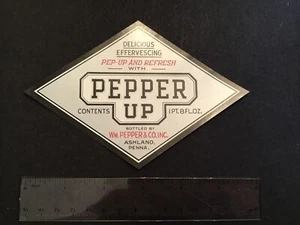 DELICIOUS
EFFERVESCING
PEP-UP AND REFRESH
WITH
PEPPER
UP
CONTENTS 1 PT. 8 FL. OZ.
BOTTLED BY
WM. PEPPER & CO., INC.
ASHLAND,
PENNA.